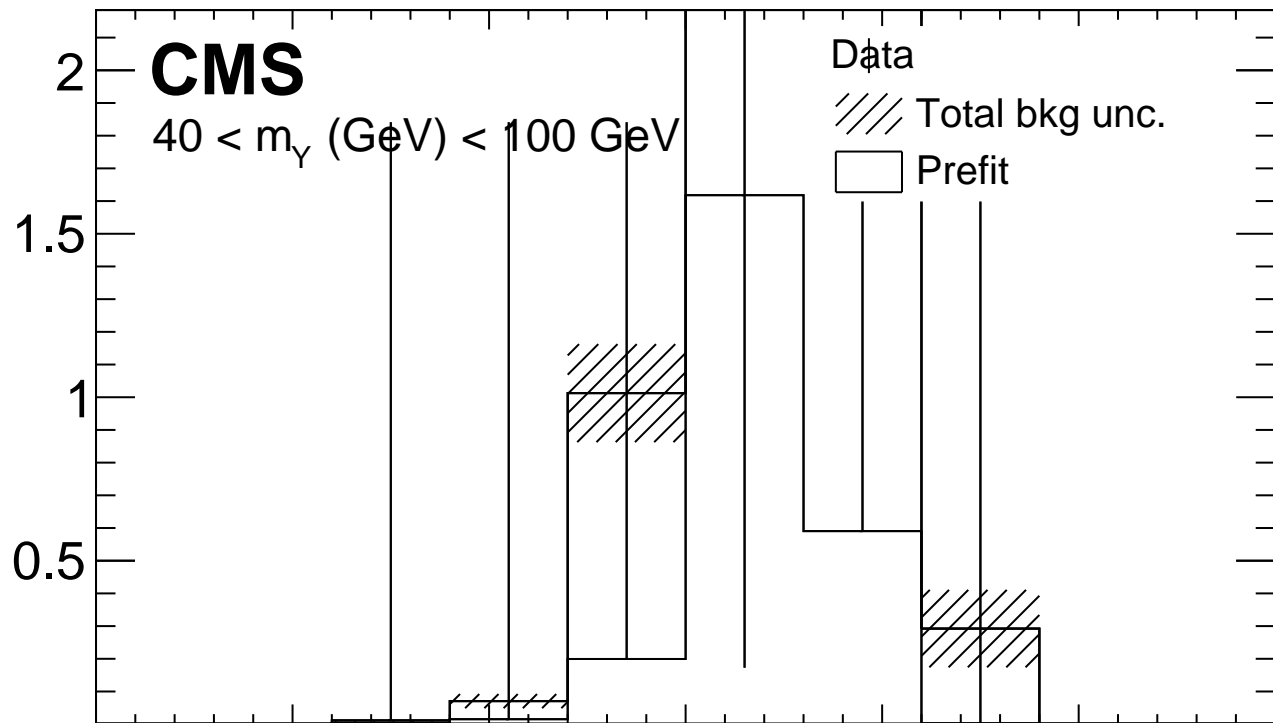 CMS
40 < m_Y (GeV) < 100 GeV
Data
Total bkg unc.
Prefit
2
1.5
1
0.5